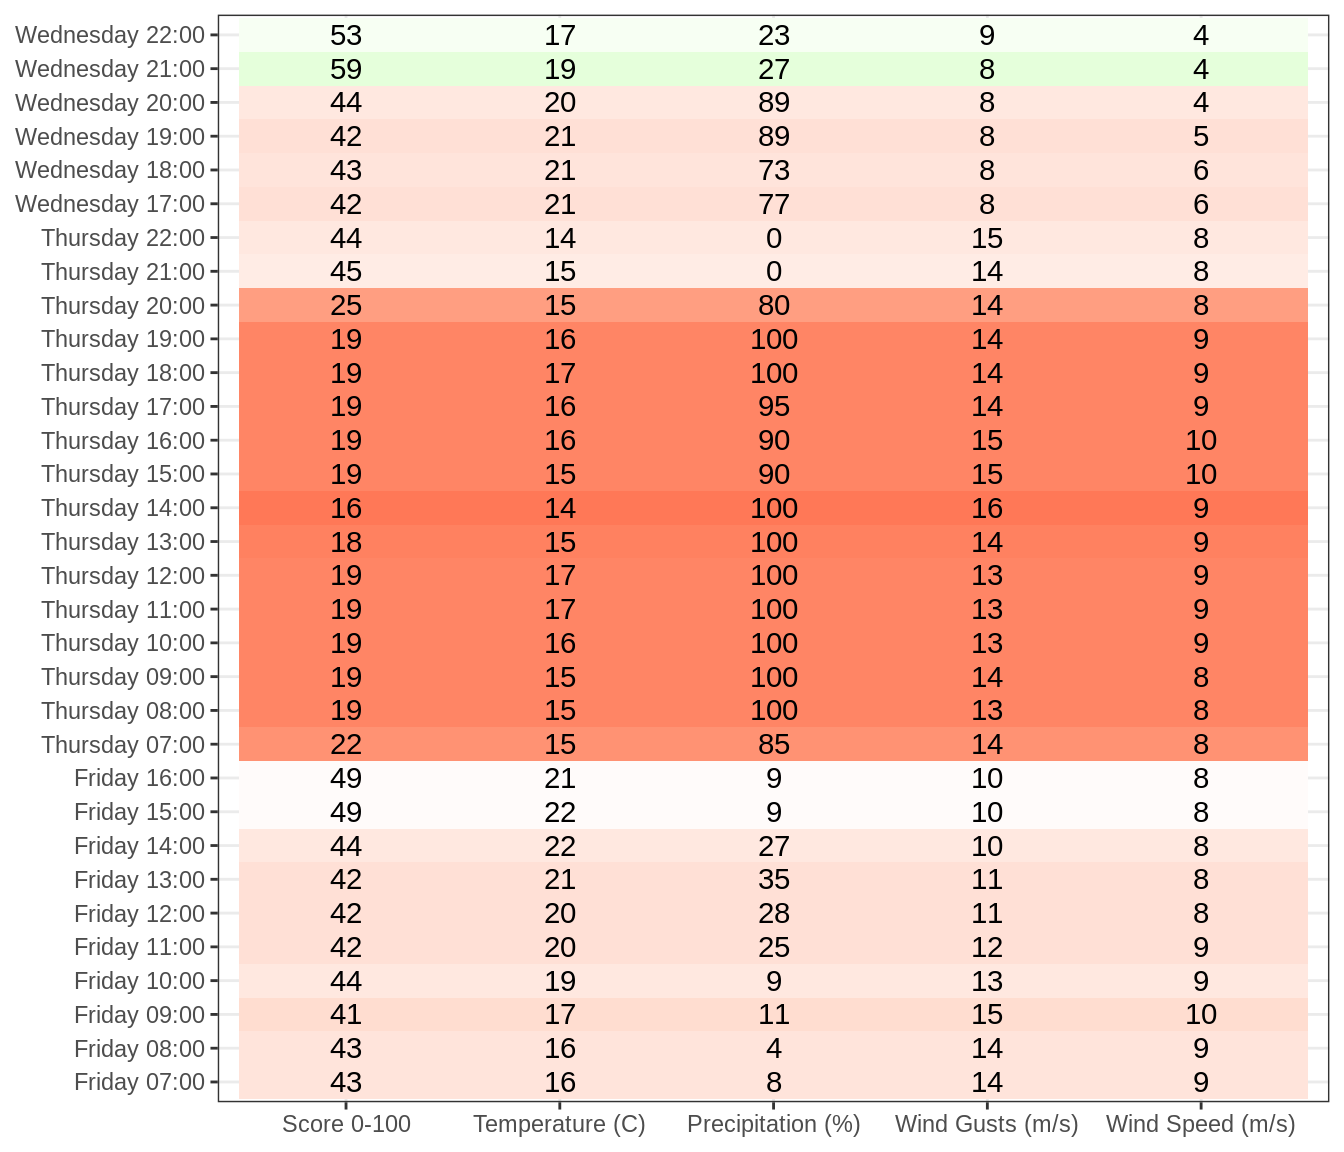 Wednesday 22:00 53 17 23 9 4
Wednesday 21:00 59 19 27 8 4
Wednesday 20:00 44 20 89 8 4
Wednesday 19:00 42 21 89 8 5
Wednesday 18:00 43 21 73 8 6
Wednesday 17:00 42 21 77 8 6
Thursday 22:00 44 14 0 15 8
Thursday 21:00 45 15 0 14 8
Thursday 20:00 25 15 80 14 8
Thursday 19:00 19 16 100 14 9
Thursday 18:00 19 17 100 14 9
Thursday 17:00 19 16 95 14 9
Thursday 16:00 19 16 90 15 10
Thursday 15:00 19 15 90 15 10
Thursday 14:00 16 14 100 16 9
Thursday 13:00 18 15 100 14 9
Thursday 12:00 19 17 100 13 9
Thursday 11:00 19 17 100 13 9
Thursday 10:00 19 16 100 13 9
Thursday 09:00 19 15 100 14 8
Thursday 08:00 19 15 100 13 8
Thursday 07:00 22 15 85 14 8
Friday 16:00 49 21 9 10 8
Friday 15:00 49 22 9 10 8
Friday 14:00 44 22 27 10 8
Friday 13:00 42 21 35 11 8
Friday 12:00 42 20 28 11 8
Friday 11:00 42 20 25 12 9
Friday 10:00 44 19 9 13 9
Friday 09:00 41 17 11 15 10
Friday 08:00 43 16 4 14 9
Friday 07:00 43 16 8 14 9
Score 0-100 Temperature (C) Precipitation (%) Wind Gusts (m/s) Wind Speed (m/s)